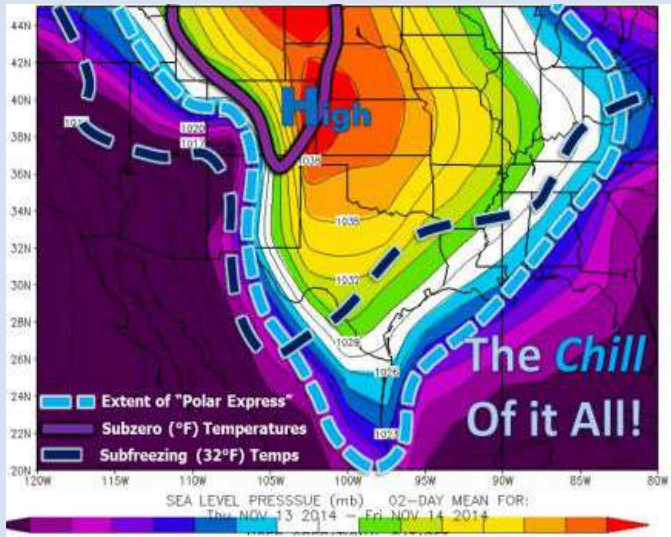 44N
42N
40N
High
1020
1017
38N
1038
36N
1035
34N
32N
1032
30N
28N
1029
The Chill
26N
1026
Of it All!
Extent of "Polar Express"
24N
Subzero (°F) Temperatures
22N
1023
Subfreezing (32°F) Temps
20N
120W
115W
110W
105W
100W
95W
90W
85W
80W
SEA LEVEL PRESSSUE (mb) 02-DAY MEAN FOR:
Thu NOV 13 2014 - Fri NOV 14 2014